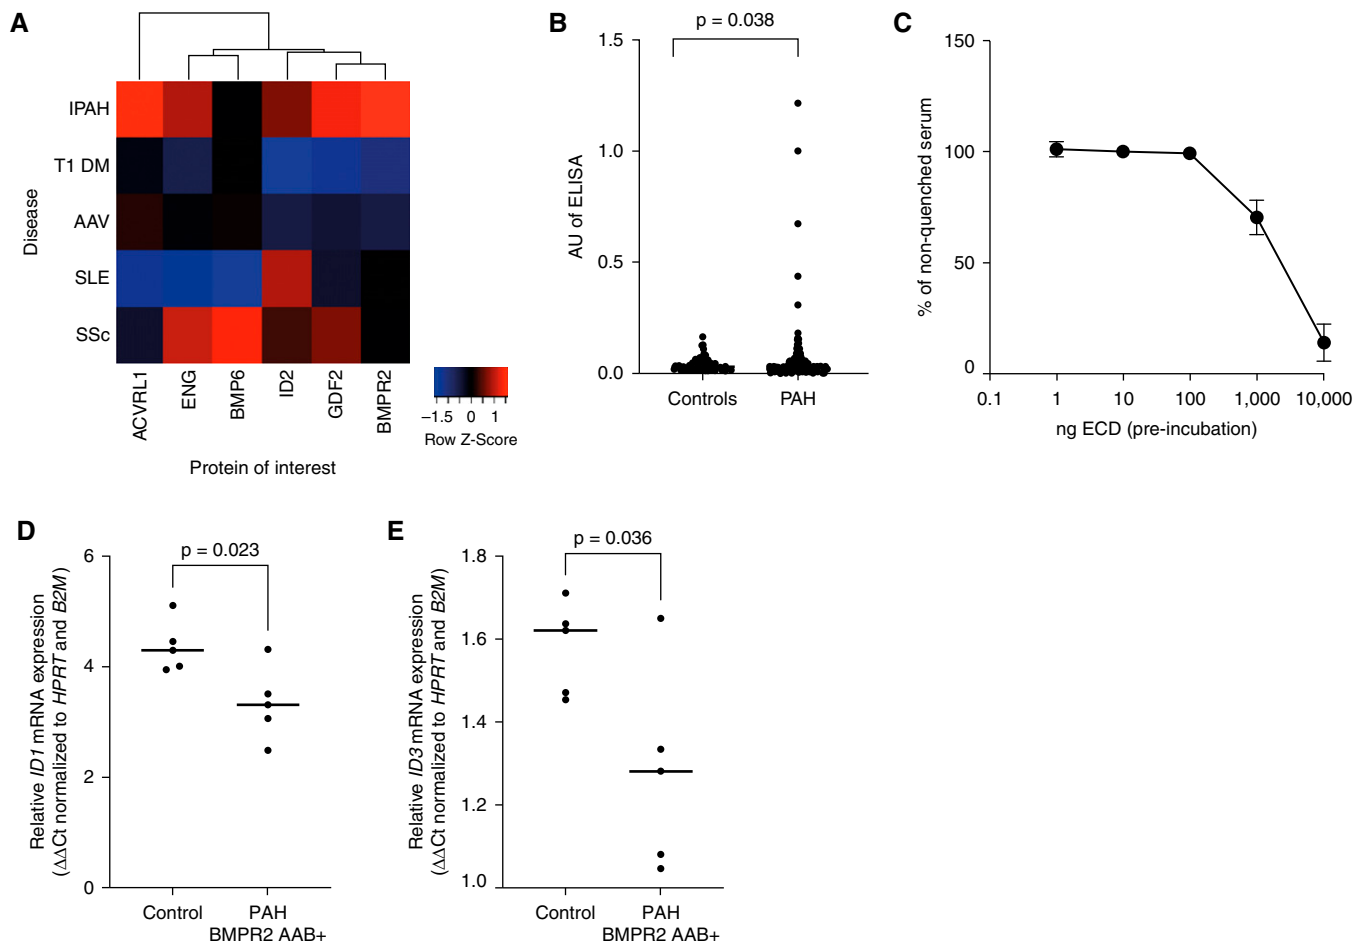 A
IPAH
T1 DM
AAV
SLE
SSc
Disease
ACVRL1
ENG
BMP6
ID2
GDF2
BMPR2
Protein of interest
–1.5 0 1
Row Z-Score
B
p = 0.038
1.5
1.0
0.5
0.0
AU of ELISA
Controls PAH
C
150
100
50
0
% of non-quenched serum
0.1 1 10 100 1,000 10,000
ng ECD (pre-incubation)
D
p = 0.023
6
4
2
0
Relative ID1 mRNA expression
(ΔΔCt normalized to HPRT and B2M)
Control PAH
BMPR2 AAB+
E
p = 0.036
1.8
1.6
1.4
1.2
1.0
Relative ID3 mRNA expression
(ΔΔCt normalized to HPRT and B2M)
Control PAH
BMPR2 AAB+